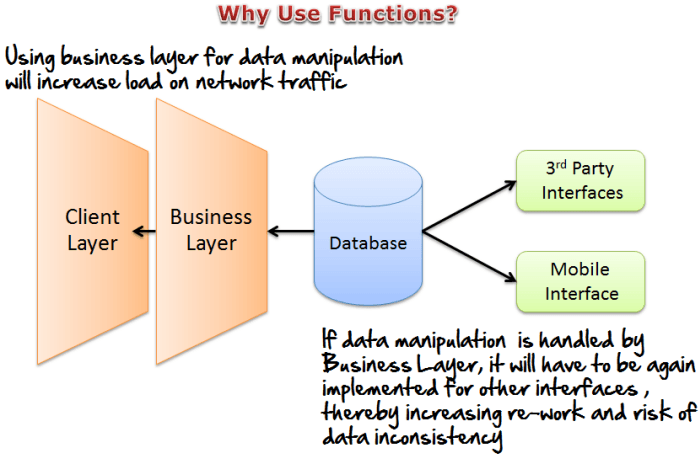 Why Use Functions?
Using business layer for data manipulation
will increase load on network traffic
Client
Layer
Business
Layer
Database
3rd Party
Interfaces
Mobile
Interface
If data manipulation is handled by
Business Layer, it will have to be again
implemented for other interfaces ,
thereby increasing re-work and risk of
data inconsistency